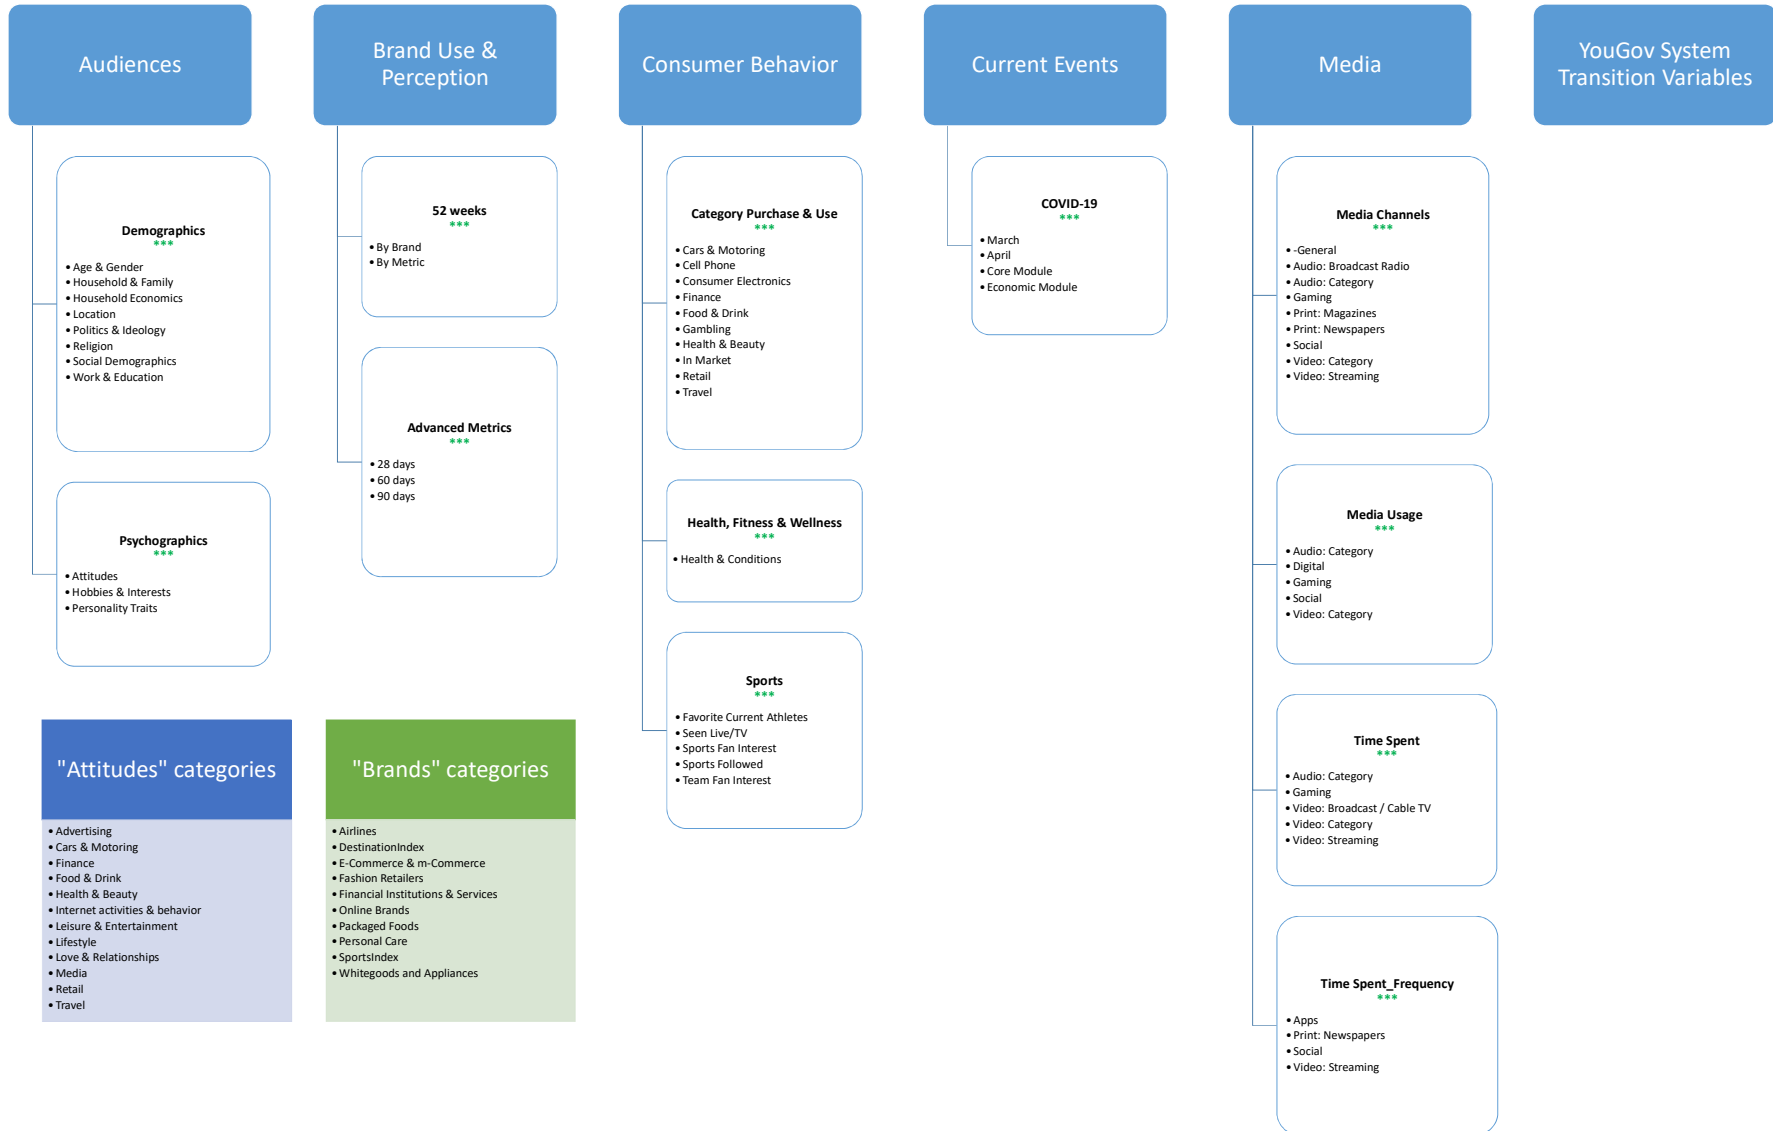 Audiences
Demographics
***
• Age & Gender
• Household & Family
• Household Economics
• Location
• Politics & Ideology
• Religion
• Social Demographics
• Work & Education
Psychographics
***
• Attitudes
• Hobbies & Interests
• Personality Traits
Brand Use &
Perception
52 weeks
***
• By Brand
• By Metric
Advanced Metrics
***
• 28 days
• 60 days
• 90 days
Consumer Behavior
Category Purchase & Use
***
• Cars & Motoring
• Cell Phone
• Consumer Electronics
• Finance
• Food & Drink
• Gambling
• Health & Beauty
• In Market
• Retail
• Travel
Health, Fitness & Wellness
***
• Health & Conditions
Sports
***
• Favorite Current Athletes
• Seen Live/TV
• Sports Fan Interest
• Sports Followed
• Team Fan Interest
Current Events
COVID-19
***
• March
• April
• Core Module
• Economic Module
Media
Media Channels
***
• -General
• Audio: Broadcast Radio
• Audio: Category
• Gaming
• Print: Magazines
• Print: Newspapers
• Social
• Video: Category
• Video: Streaming
Media Usage
***
• Audio: Category
• Digital
• Gaming
• Social
• Video: Category
Time Spent
***
• Audio: Category
• Gaming
• Video: Broadcast / Cable TV
• Video: Category
• Video: Streaming
Time Spent_Frequency
***
• Apps
• Print: Newspapers
• Social
• Video: Streaming
YouGov System
Transition Variables
"Attitudes" categories
• Advertising
• Cars & Motoring
• Finance
• Food & Drink
• Health & Beauty
• Internet activities & behavior
• Leisure & Entertainment
• Lifestyle
• Love & Relationships
• Media
• Retail
• Travel
"Brands" categories
• Airlines
• DestinationIndex
• E-Commerce & m-Commerce
• Fashion Retailers
• Financial Institutions & Services
• Online Brands
• Packaged Foods
• Personal Care
• SportsIndex
• Whitegoods and Appliances